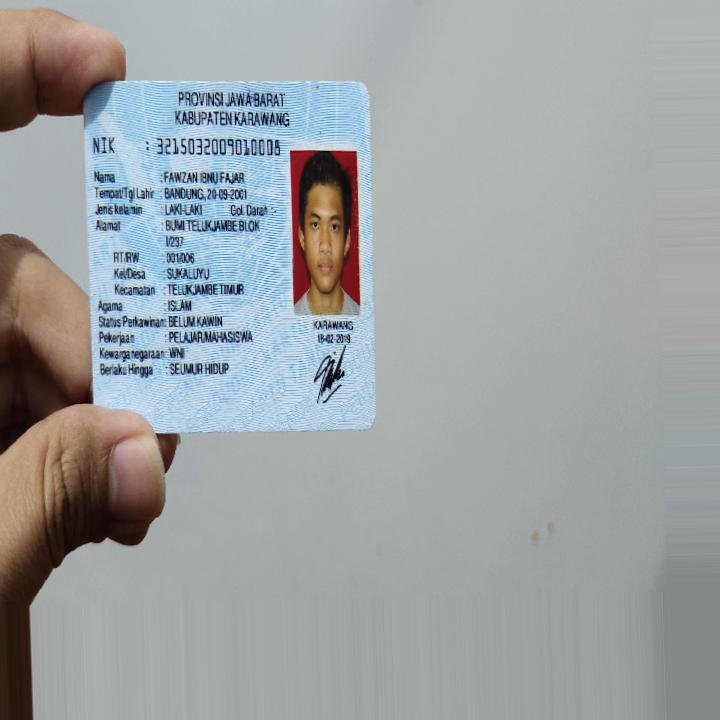 PROVINSI JAWA BARAT
KABUPATEN KARAWANG
NIK : 3215032009010008
Nama : FAWZAN IBNU FAJAR
Tempat/Tgl Lahir : BANDUNG, 20-09-2001
Jenis kelamin : LAKI-LAKI Gol. Darah :-
Alamat : BUMI TELUKJAMBE BLOK
I/237
RT/RW : 001/006
Kel/Desa : SUKALUYU
Kecamatan : TELUKJAMBE TIMUR
Agama : ISLAM
Status Perkawinan: BELUM KAWIN
Pekerjaan : PELAJAR/MAHASISWA
Kewarganegaraan: WNI
Berlaku Hingga : SEUMUR HIDUP
KARAWANG
18-02-2019